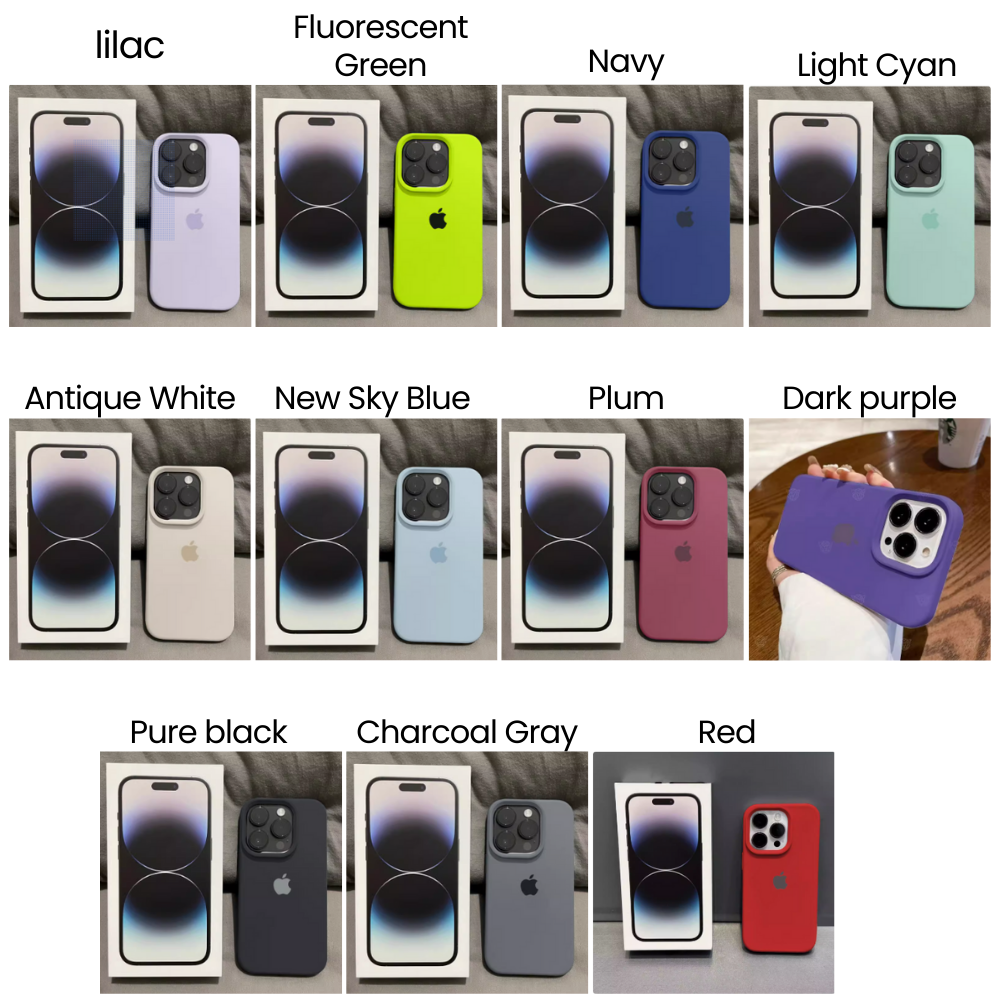 lilac
Fluorescent
Green
Navy
Light Cyan
Antique White
New Sky Blue
Plum
Dark purple
Pure black
Charcoal Gray
Red